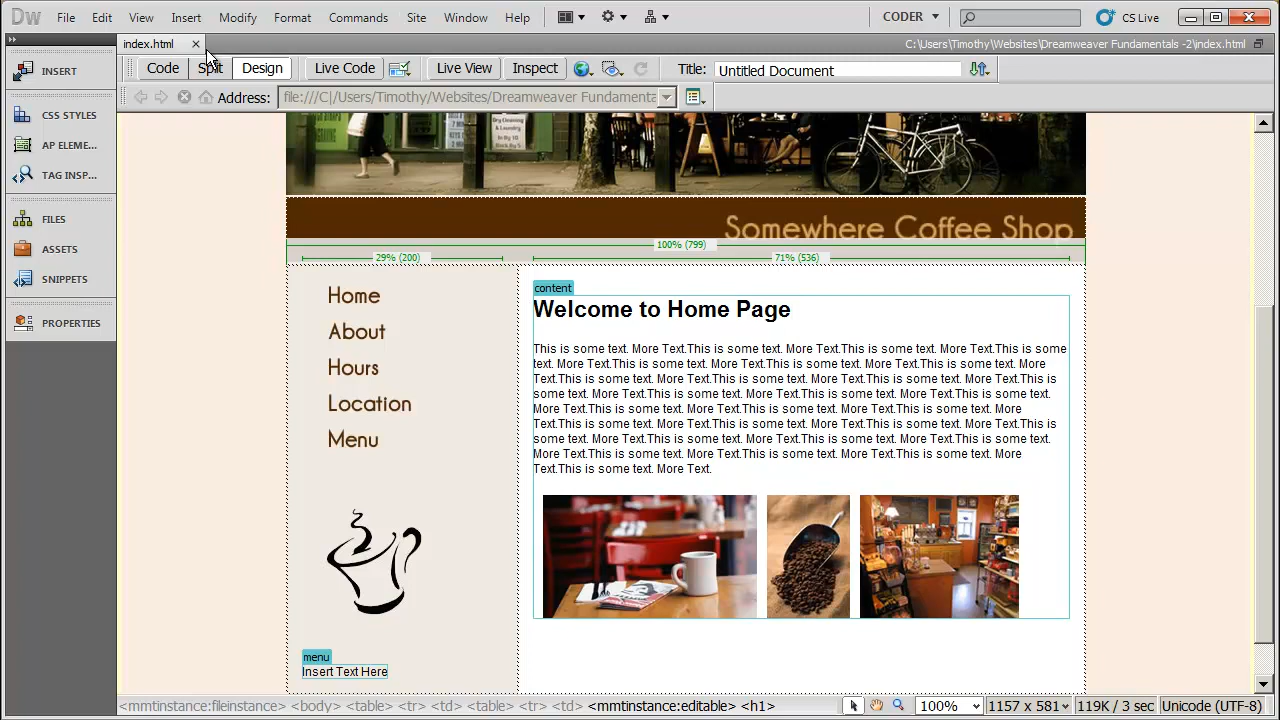 Dw File Edit View Insert Modify Format Commands Site Window Help CODER CS Live
index.html × C:\Users\Timothy\Websites\Dreamweaver Fundamentals -2\index.html
Code Split Design Live Code Live View Inspect Title: Untitled Document
Address: file:///C|/Users/Timothy/Websites/Dreamweaver Fundamenta
INSERT
CSS STYLES
AP ELEME...
TAG INSP...
FILES
ASSETS
SNIPPETS
PROPERTIES
Dry Cleaning
& Laundry
Somewhere Coffee Shop
100% (799)
29% (200) 71% (536)
Home
About
Hours
Location
Menu
menu
Insert Text Here
content
Welcome to Home Page
This is some text. More Text.This is some text. More Text.This is some text. More Text.This is some
text. More Text.This is some text. More Text.This is some text. More Text.This is some text. More
Text.This is some text. More Text.This is some text. More Text.This is some text. More Text.This is
some text. More Text.This is some text. More Text.This is some text. More Text.This is some text.
More Text.This is some text. More Text.This is some text. More Text.This is some text. More
Text.This is some text. More Text.This is some text. More Text.This is some text. More Text.This is
some text. More Text.This is some text. More Text.This is some text. More Text.This is some text.
More Text.This is some text. More Text.This is some text. More Text.This is some text. More
Text.This is some text. More Text.
<mmtinstance:fileinstance> <body> <table> <tr> <td> <table> <tr> <td> <mmtinstance:editable> <h1> 100% 1157 x 581 119K / 3 sec Unicode (UTF-8)